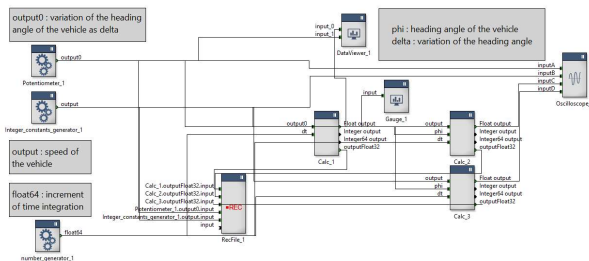 output0 : variation of the heading
angle of the vehicle as delta
input_0
input_1
DataViewer_1
phi : heading angle of the vehicle
delta : variation of the heading angle
output0
Potentiometer_1
inputA
inputB
inputC
inputD
Oscilloscope_
output
Integer_constants_generator_1
input
Gauge_1
output0
dt
Float output
Integer output
Integer64 output
outputFloat32
Calc_1
output
phi
dt
Float output
Integer output
Integer64 output
outputFloat32
Calc_2
output : speed of
the vehicle
output
phi
dt
Float output
Integer output
Integer64 output
outputFloat32
Calc_3
float64 : increment
of time integration
Calc_1.outputFloat32.input
Calc_2.outputFloat32.input
Calc_3.outputFloat32.input
Potentiometer_1.output0.input
Integer_constants_generator_1.output.input
input
REC
RecFile_1
float64
number_generator_1